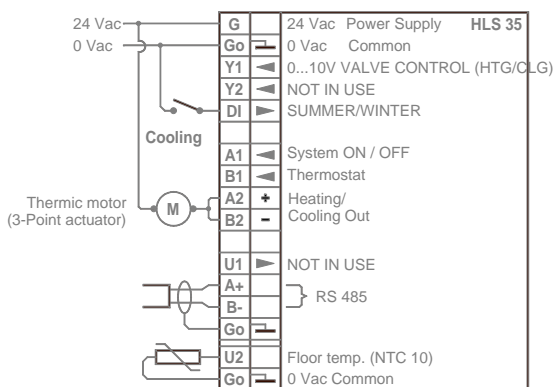 24 Vac G 24 Vac Power Supply HLS 35
0 Vac Go 0 Vac Common
Y1 0...10V VALVE CONTROL (HTG/CLG)
Y2 NOT IN USE
DI SUMMER/WINTER
Cooling
A1 System ON / OFF
B1 Thermostat
Thermic motor
(3-Point actuator)
M
A2 + Heating/
B2 - Cooling Out
U1 NOT IN USE
A+
B-
RS 485
Go
U2 Floor temp. (NTC 10)
Go 0 Vac Common